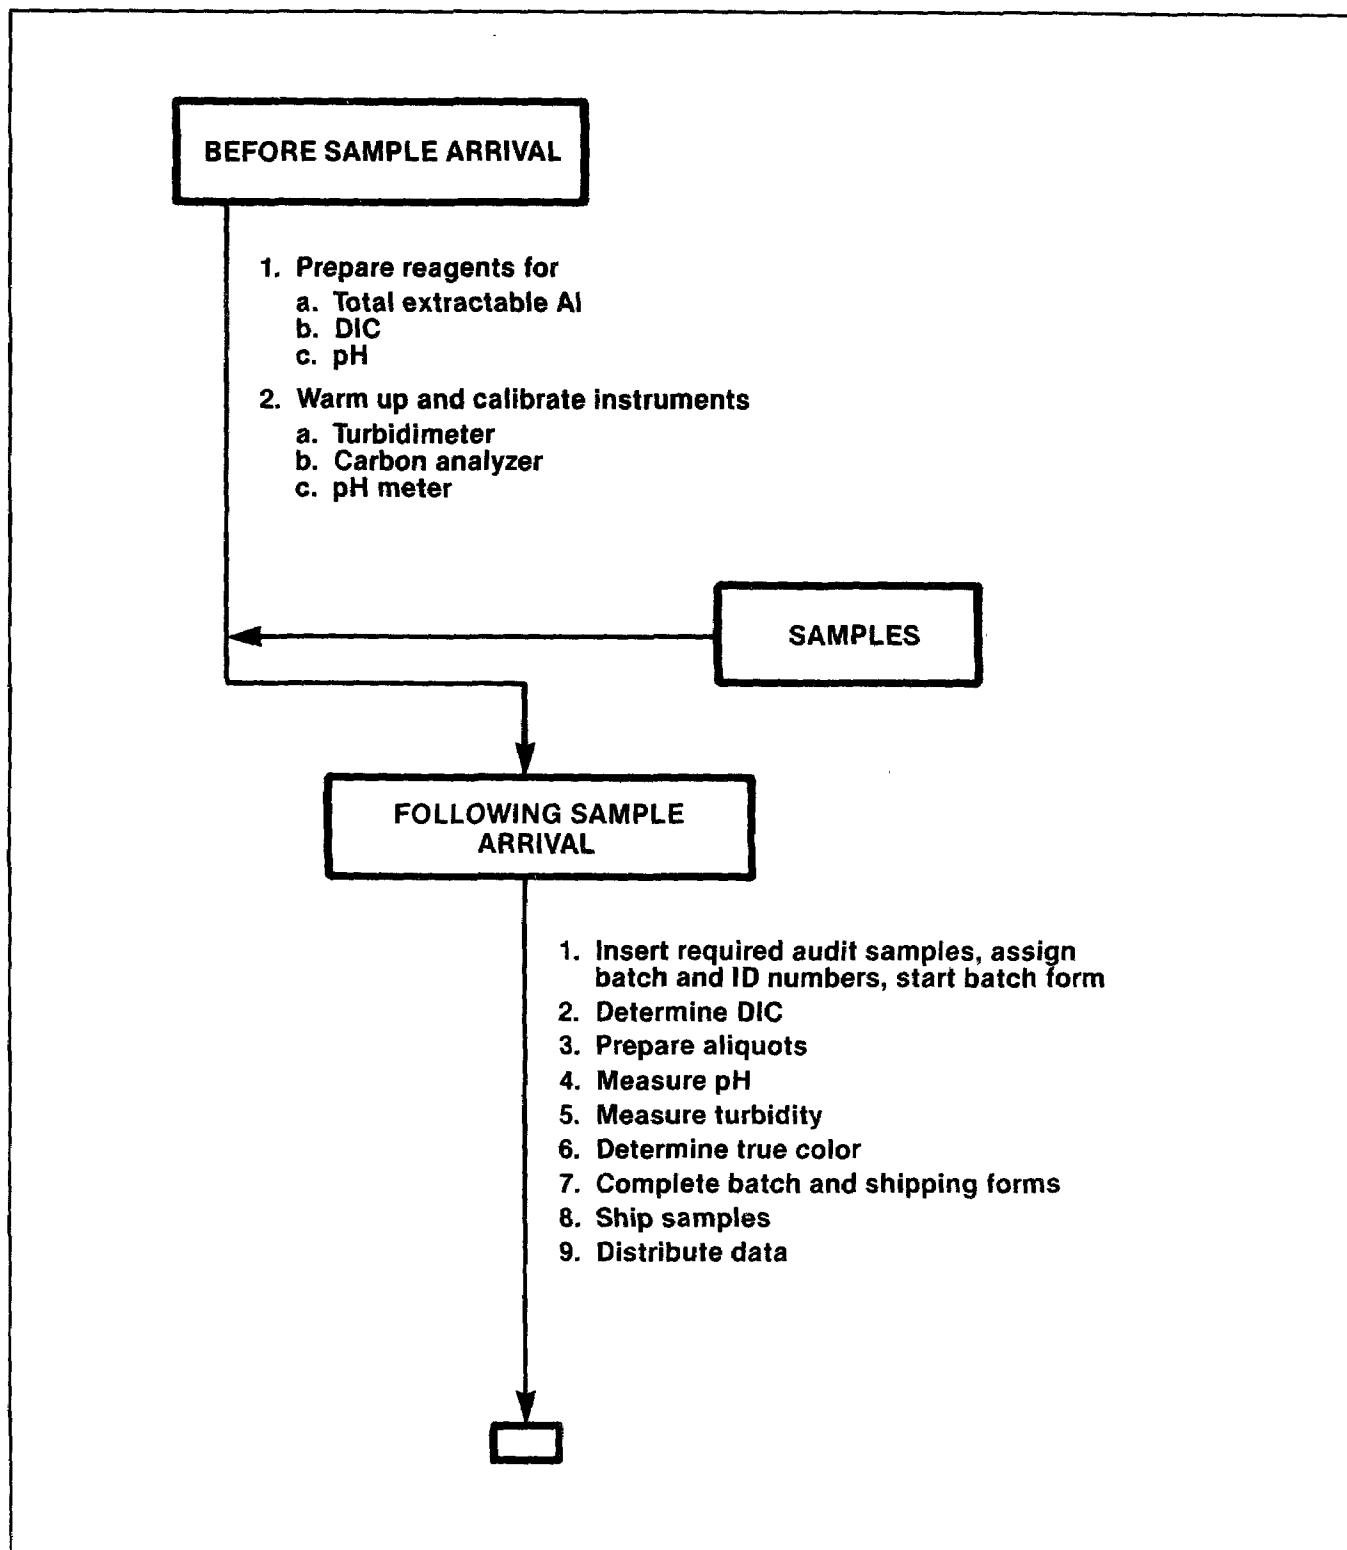 BEFORE SAMPLE ARRIVAL
1. Prepare reagents for
a. Total extractable Al
b. DIC
c. pH
2. Warm up and calibrate instruments
a. Turbidimeter
b. Carbon analyzer
c. pH meter
SAMPLES
FOLLOWING SAMPLE
ARRIVAL
1. Insert required audit samples, assign
batch and ID numbers, start batch form
2. Determine DIC
3. Prepare aliquots
4. Measure pH
5. Measure turbidity
6. Determine true color
7. Complete batch and shipping forms
8. Ship samples
9. Distribute data